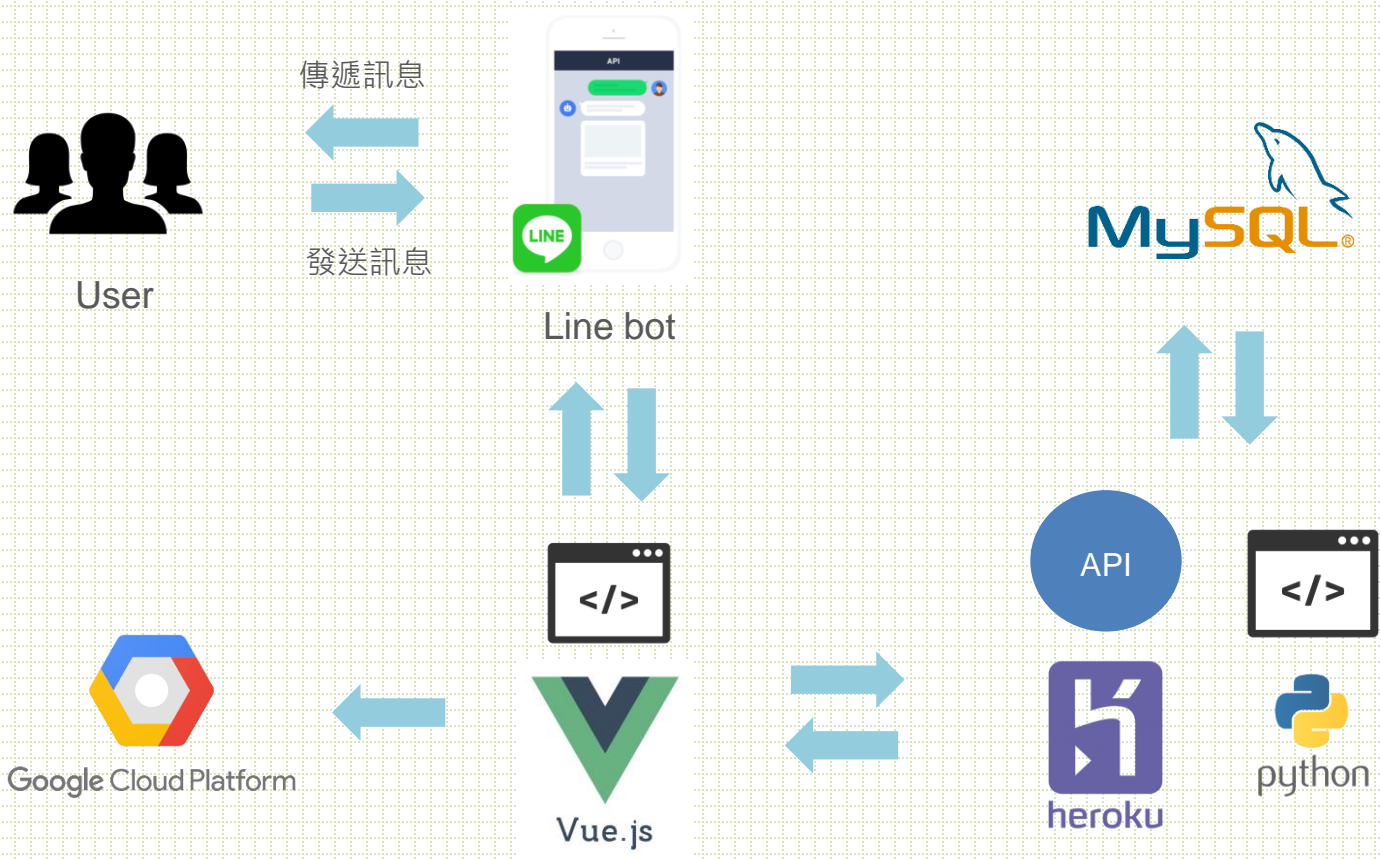 傳遞訊息
發送訊息
User
API
LINE
Line bot
MySQL®
API
</>
</>
Google Cloud Platform
Vue.js
heroku
python